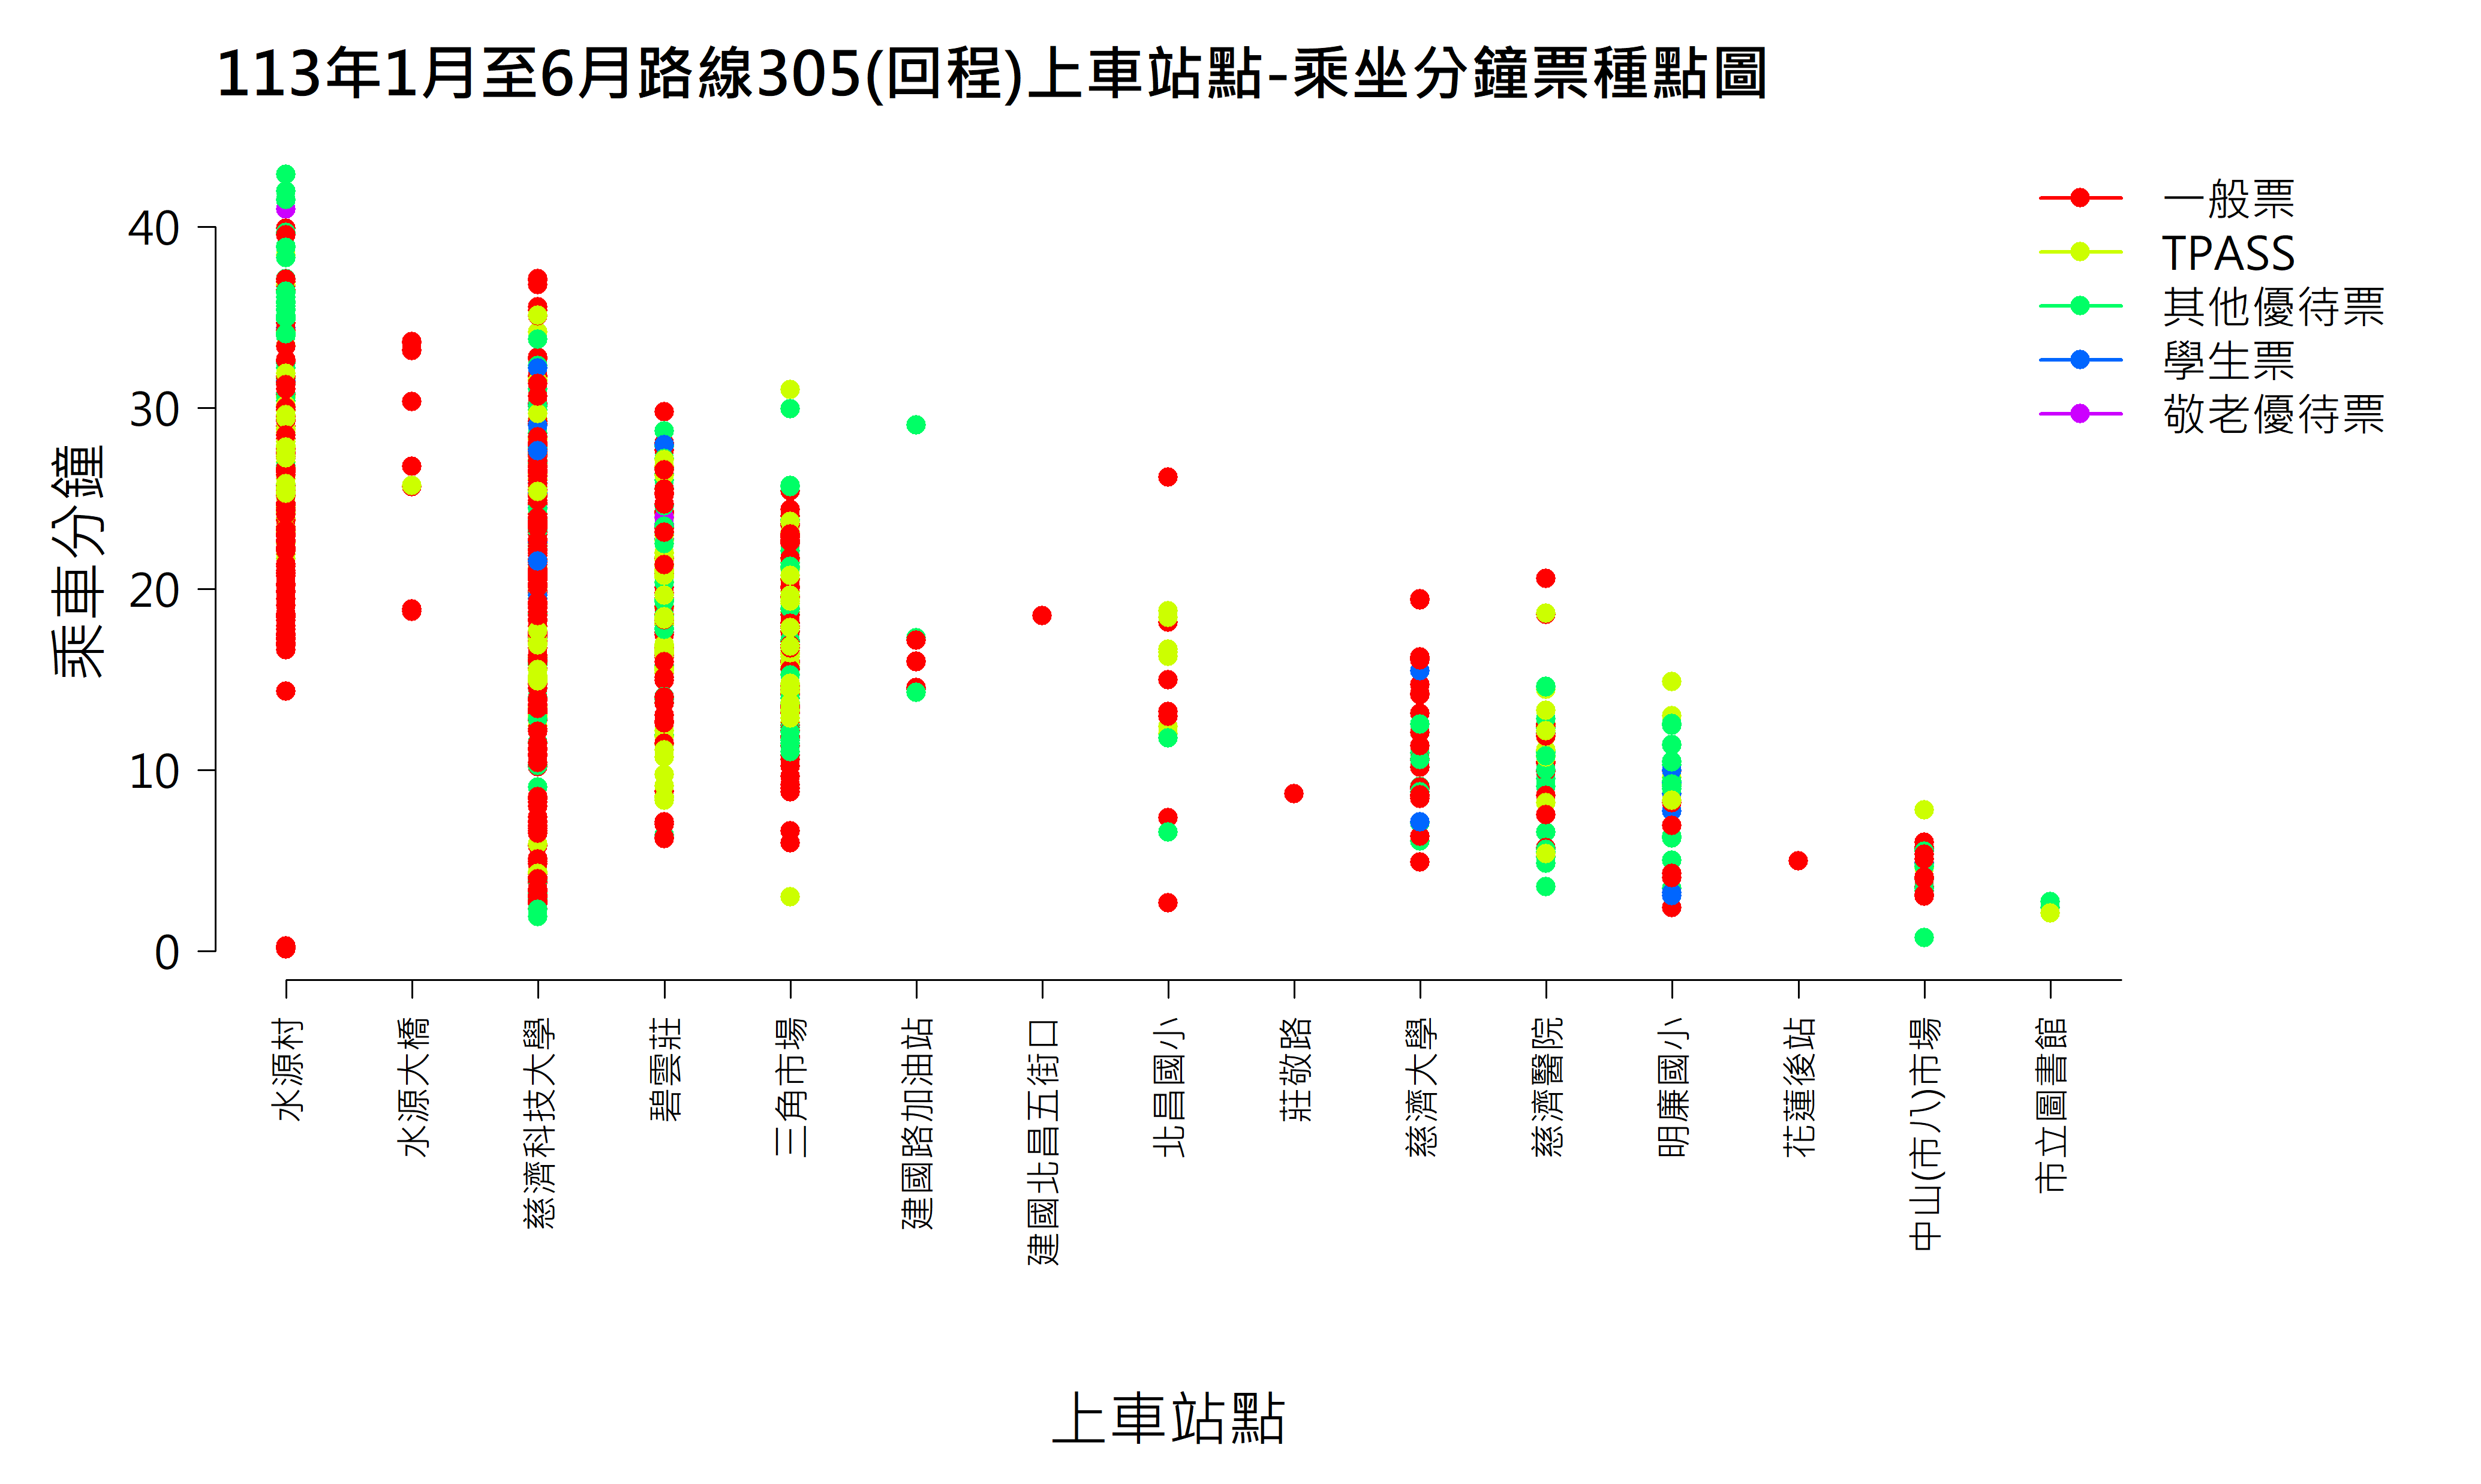 113年1月至6月路線305(回程)上車站點-乘坐分鐘票種點圖
一般票
TPASS
其他優待票
學生票
敬老優待票
乘車分鐘
40
30
20
10
0
水源村
水源大橋
慈濟科技大學
碧雲莊
三角市場
建國路加油站
建國北昌五街口
北昌國小
莊敬路
慈濟大學
慈濟醫院
明廉國小
花蓮後站
中山(市八)市場
市立圖書館
上車站點